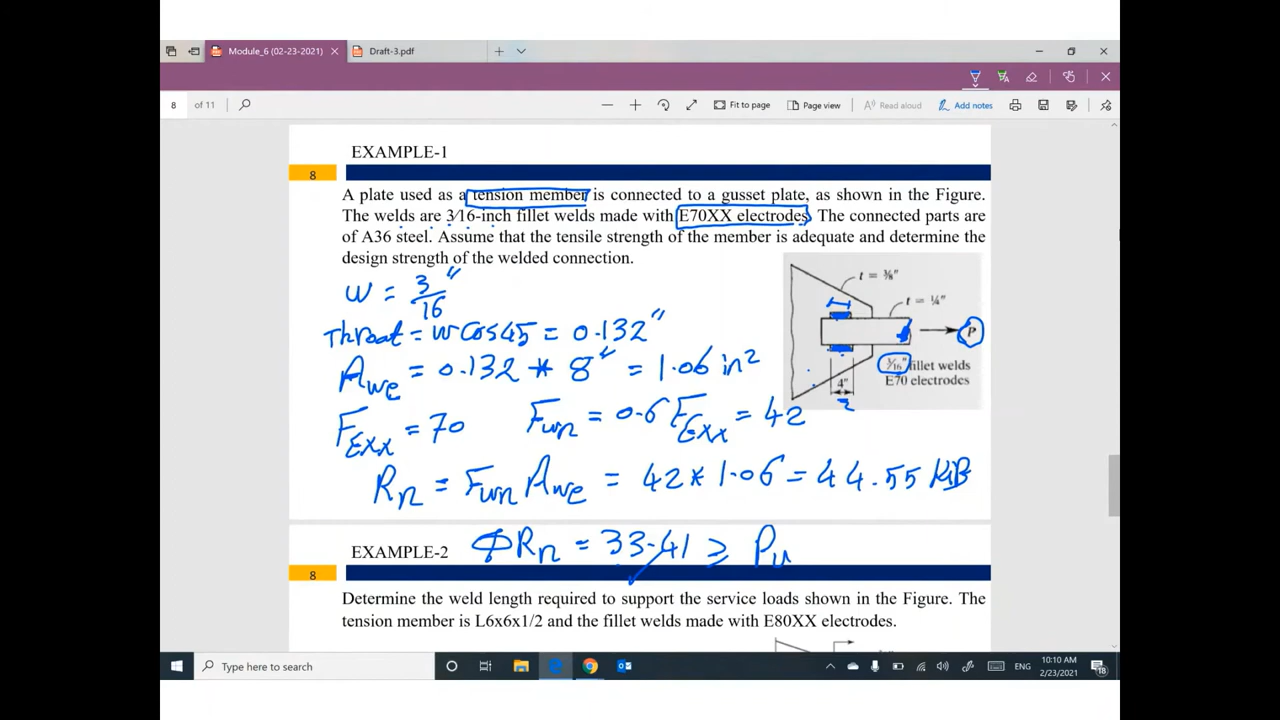 Module_6 (02-23-2021)
Draft-3.pdf
8 of 11
Fit to page
Page view
Read aloud
Add notes
EXAMPLE-1
8
A plate used as a tension member is connected to a gusset plate, as shown in the Figure.
The welds are 3⁄16-inch fillet welds made with E70XX electrodes. The connected parts are
of A36 steel. Assume that the tensile strength of the member is adequate and determine the
design strength of the welded connection.
t = 3/8"
t = 1/4"
P
3/16" fillet welds
E70 electrodes
4"
w = 3/16"
Throat = w cos45 = 0.132"
Awe = 0.132 * 8" = 1.06 in²
FExx = 70 Fwn = 0.6 FExx = 42
Rn = Fwn Awe = 42 * 1.06 = 44.55 kip
ΦRn = 33.41 ≥ Pu
EXAMPLE-2
8
Determine the weld length required to support the service loads shown in the Figure. The
tension member is L6x6x1/2 and the fillet welds made with E80XX electrodes.
Type here to search
ENG
10:10 AM
2/23/2021
18